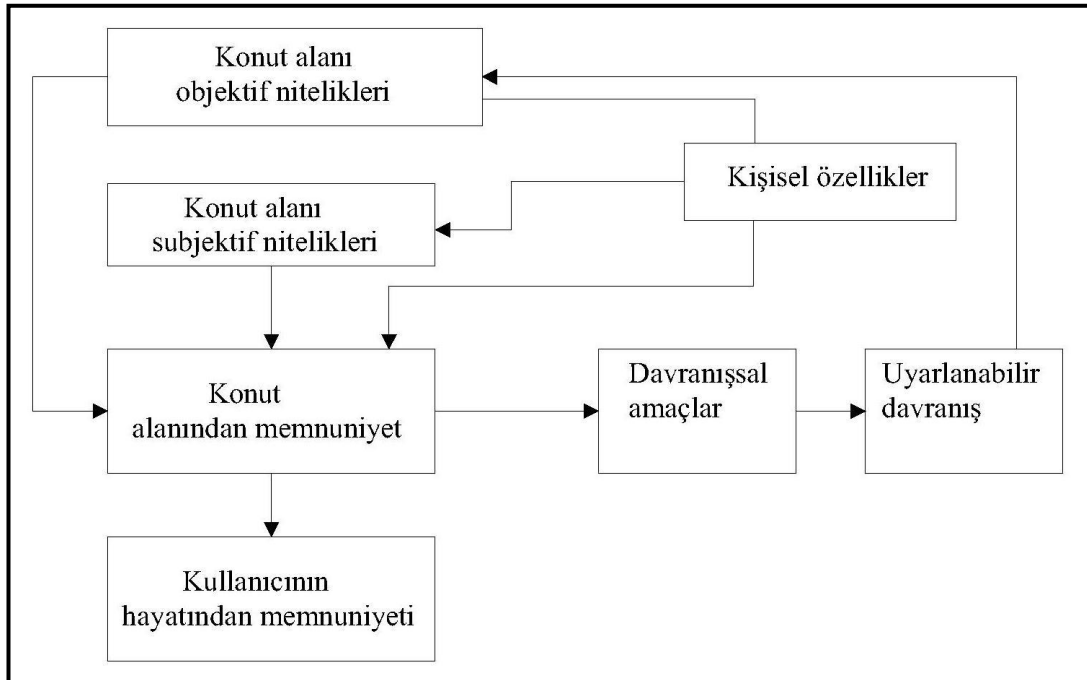 Konut alanı
objektif nitelikleri
Kişisel özellikler
Konut alanı
subjektif nitelikleri
Konut
alanından memnuniyet
Davranışsal
amaçlar
Uyarlanabilir
davranış
Kullanıcının
hayatından memnuniyeti